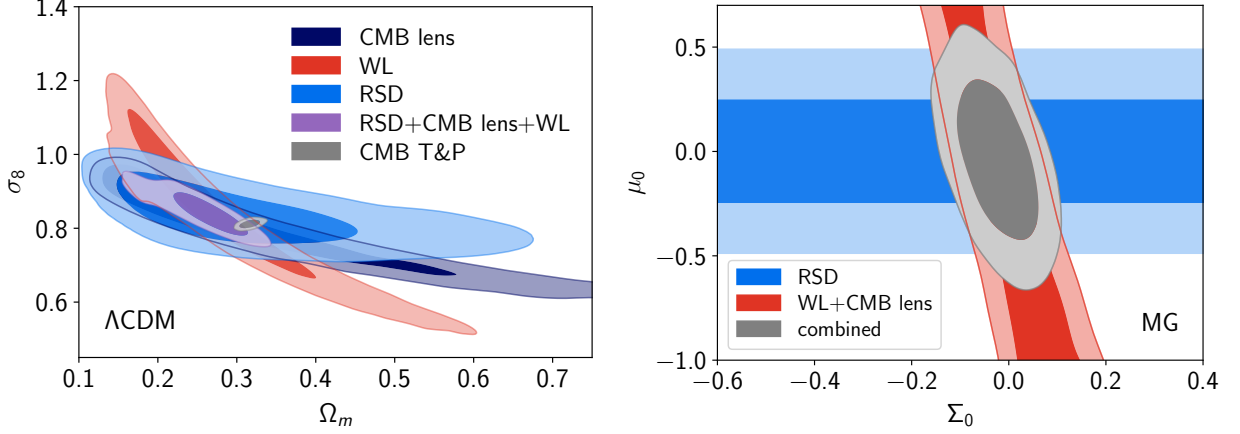 1.4
1.2
1.0
0.8
0.6
σ₈
CMB lens
WL
RSD
RSD+CMB lens+WL
CMB T&P
ΛCDM
0.1 0.2 0.3 0.4 0.5 0.6 0.7
Ωₘ
0.5
0.0
−0.5
−1.0
μ₀
RSD
WL+CMB lens
combined
MG
−0.6 −0.4 −0.2 0.0 0.2 0.4
Σ₀